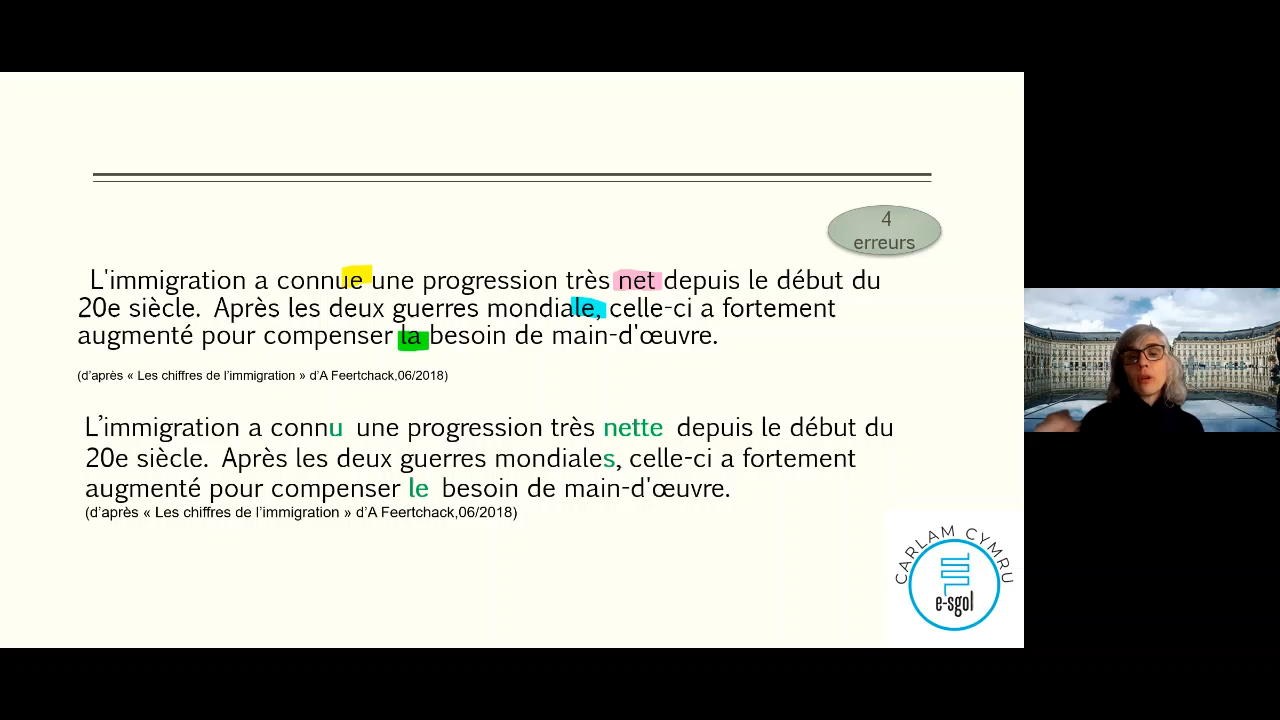 4
erreurs
L'immigration a connue une progression très net depuis le début du
20e siècle. Après les deux guerres mondiale, celle-ci a fortement
augmenté pour compenser la besoin de main-d'œuvre.
(d'après « Les chiffres de l'immigration » d'A Feertchack,06/2018)
L’immigration a connu une progression très nette depuis le début du
20e siècle. Après les deux guerres mondiales, celle-ci a fortement
augmenté pour compenser le besoin de main-d'œuvre.
(d’après « Les chiffres de l’immigration » d’A Feertchack,06/2018)
CARLAM CYMRU
e-sgol